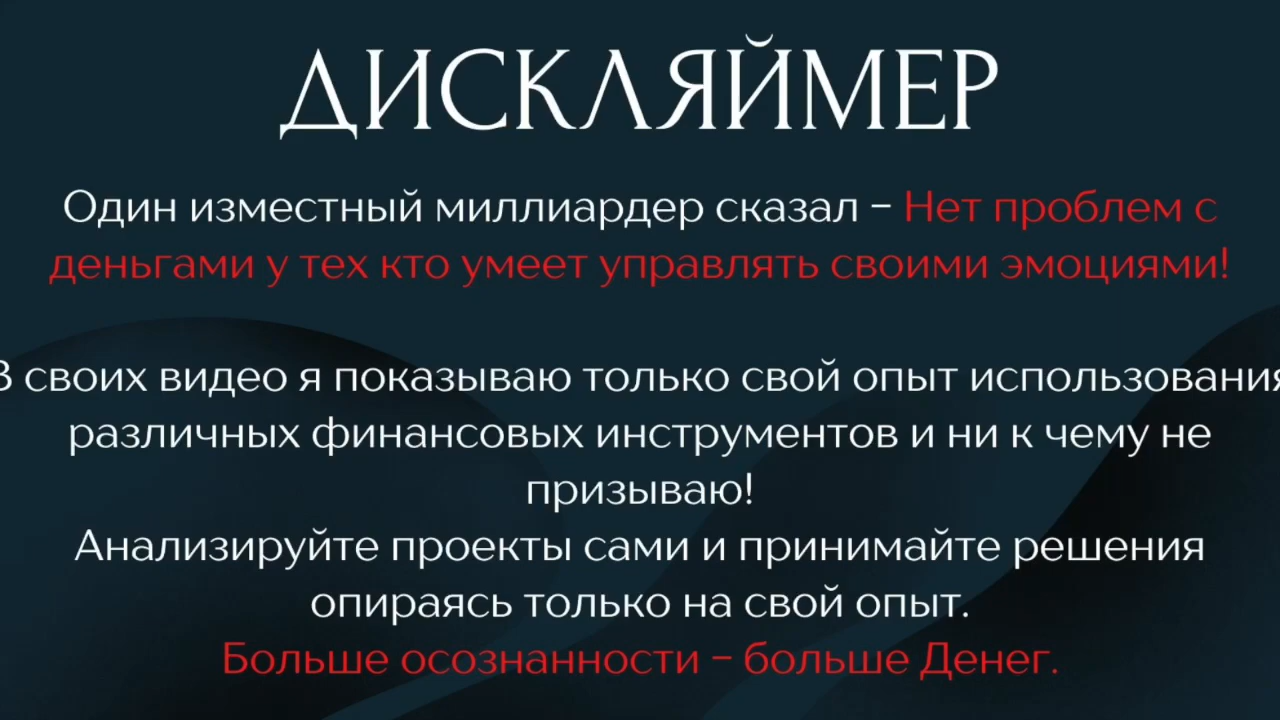 ДИСКЛЯЙМЕР
Один изместный миллиардер сказал – Нет проблем с
деньгами у тех кто умеет управлять своими эмоциями!
В своих видео я показываю только свой опыт использования
различных финансовых инструментов и ни к чему не
призываю!
Анализируйте проекты сами и принимайте решения
опираясь только на свой опыт.
Больше осознанности – больше Денег.